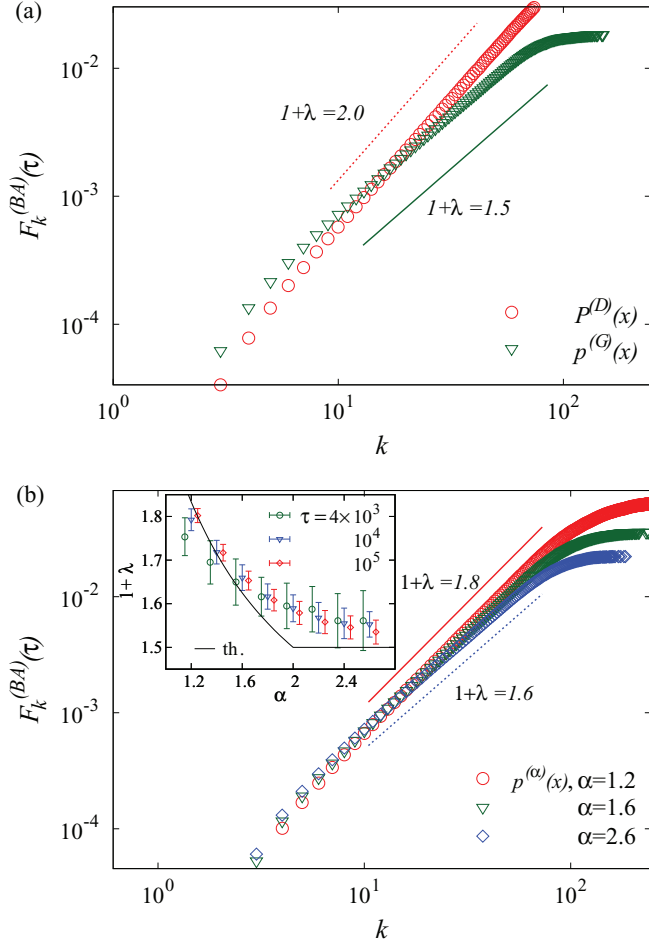 (a)
10^-2
10^-3
10^-4
F_k^(BA)(τ)
1+λ =2.0
1+λ =1.5
P^(D)(x)
p^(G)(x)
10^0
10^1
10^2
k
(b)
10^-2
10^-3
10^-4
F_k^(BA)(τ)
1.8
1.7
1.6
1.5
1+ λ
τ = 4×10^3
10^4
10^5
th.
1.2
1.6
2
2.4
α
1+λ =1.8
1+λ =1.6
p^(α)(x), α=1.2
α=1.6
α=2.6
10^0
10^1
10^2
k